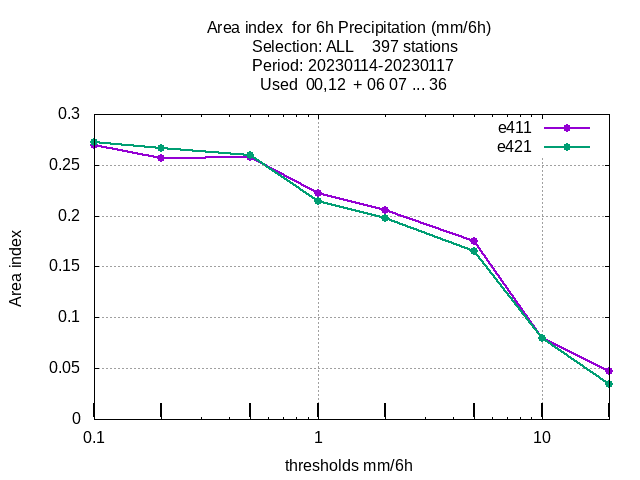 Area index  for 6h Precipitation (mm/6h)
Selection: ALL    397 stations
Period: 20230114-20230117
Used  00,12  + 06 07 ... 36
0.3
e411
e421
0.25
0.2
Area index
0.15
0.1
0.05
0
0.1 1 10
thresholds mm/6h